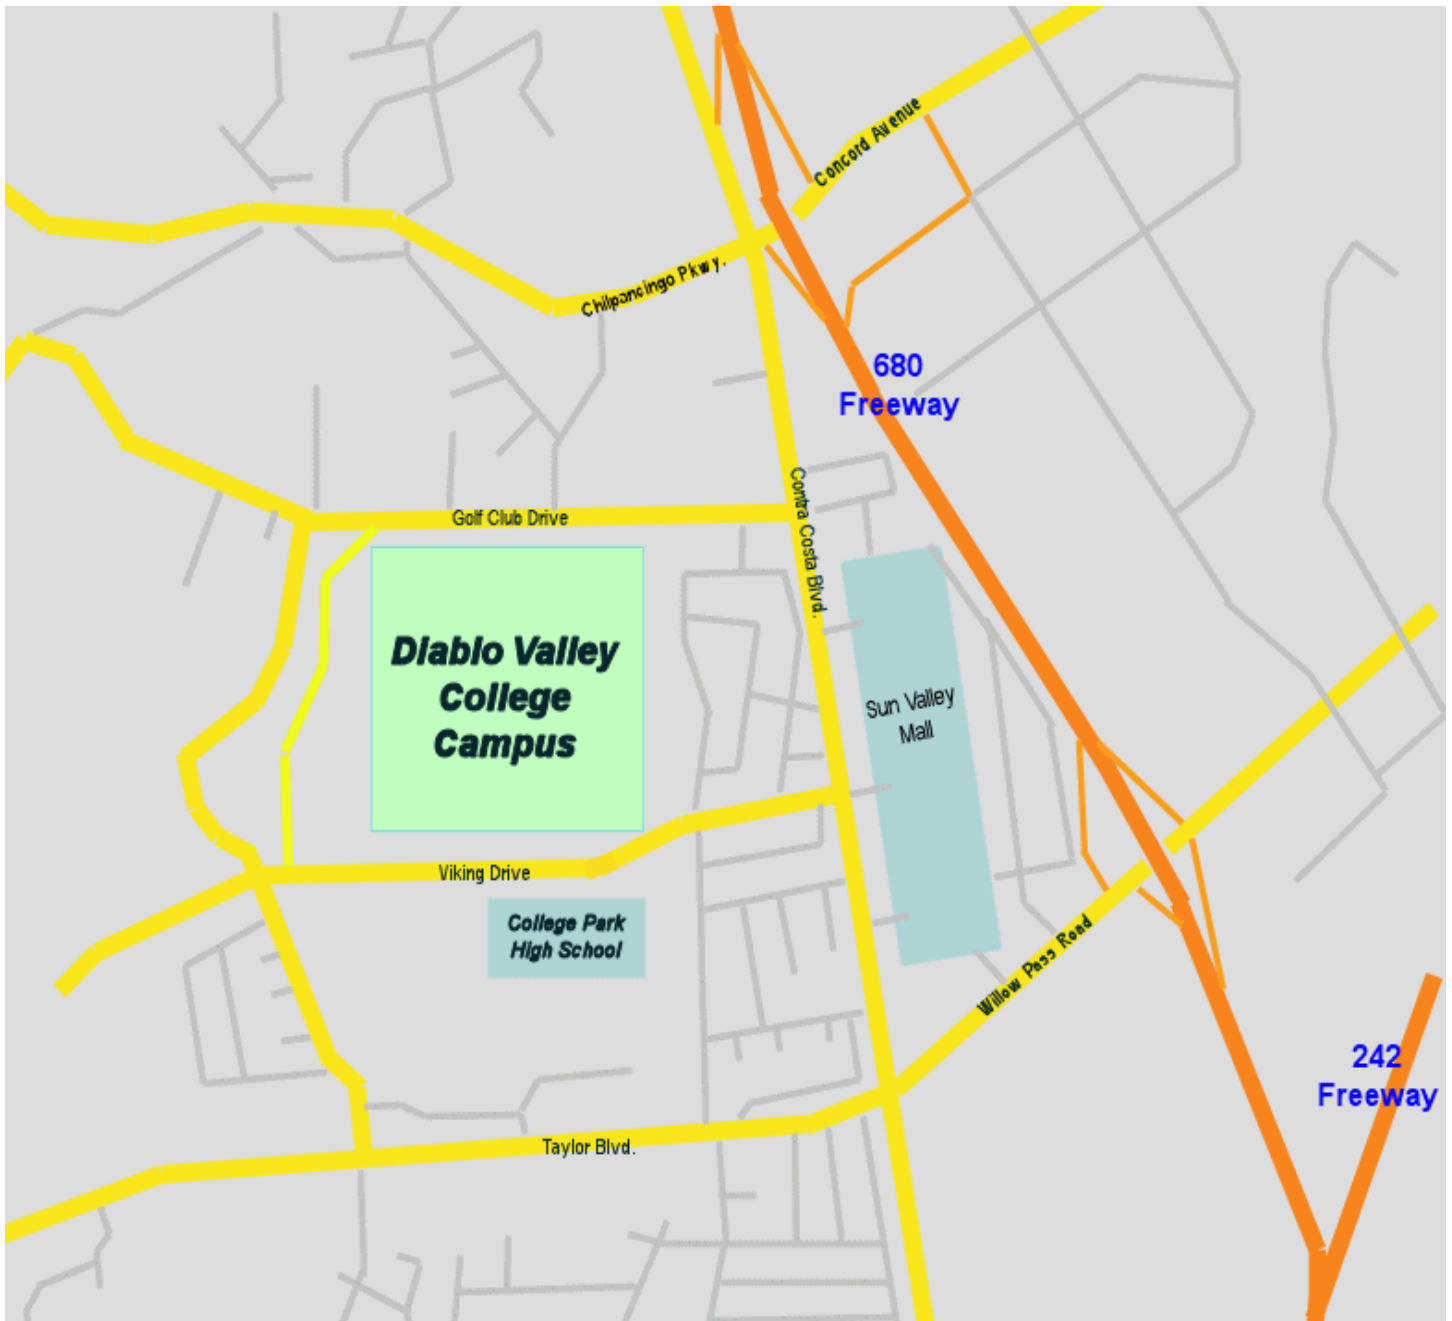 Concord Avenue
Chilpancingo Pkwy.
680
Freeway
Contra Costa Blvd.
Golf Club Drive
Diablo Valley
College
Campus
Sun Valley
Mall
Viking Drive
College Park
High School
Willow Pass Road
242
Freeway
Taylor Blvd.